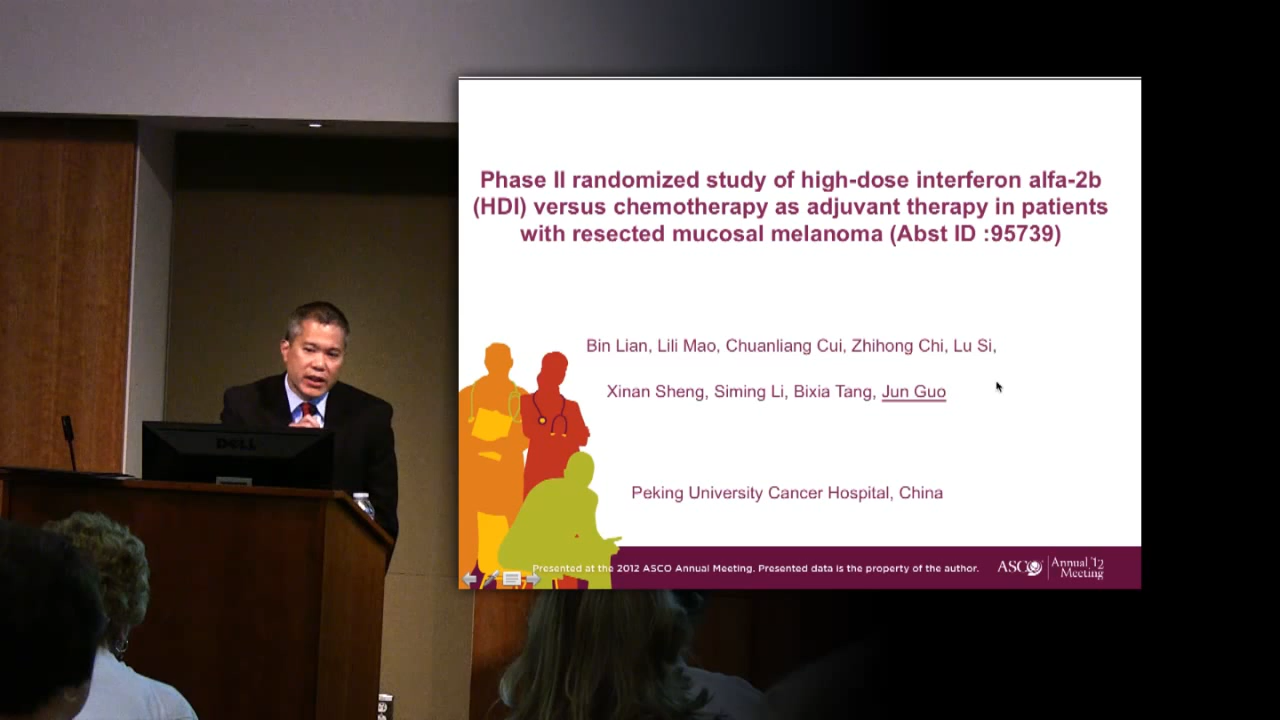 Phase II randomized study of high-dose interferon alfa-2b
(HDI) versus chemotherapy as adjuvant therapy in patients
with resected mucosal melanoma (Abst ID :95739)
Bin Lian, Lili Mao, Chuanliang Cui, Zhihong Chi, Lu Si,
Xinan Sheng, Siming Li, Bixia Tang, Jun Guo
Peking University Cancer Hospital, China
Presented at the 2012 ASCO Annual Meeting. Presented data is the property of the author.
ASCO Annual '12
Meeting
DELL